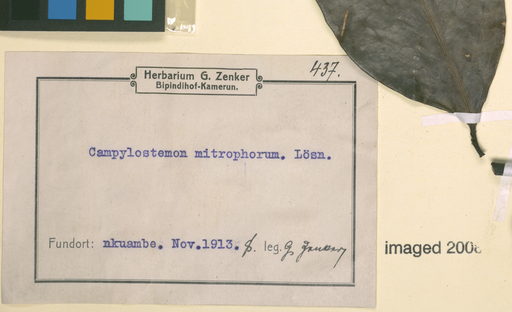 437.
Herbarium G. Zenker
Bipindihof-Kamerun.
Campylostemon mitrophorum. Lösn.
Fundort: nkuambe. Nov.1913. leg. G. Zenker
imaged 2008